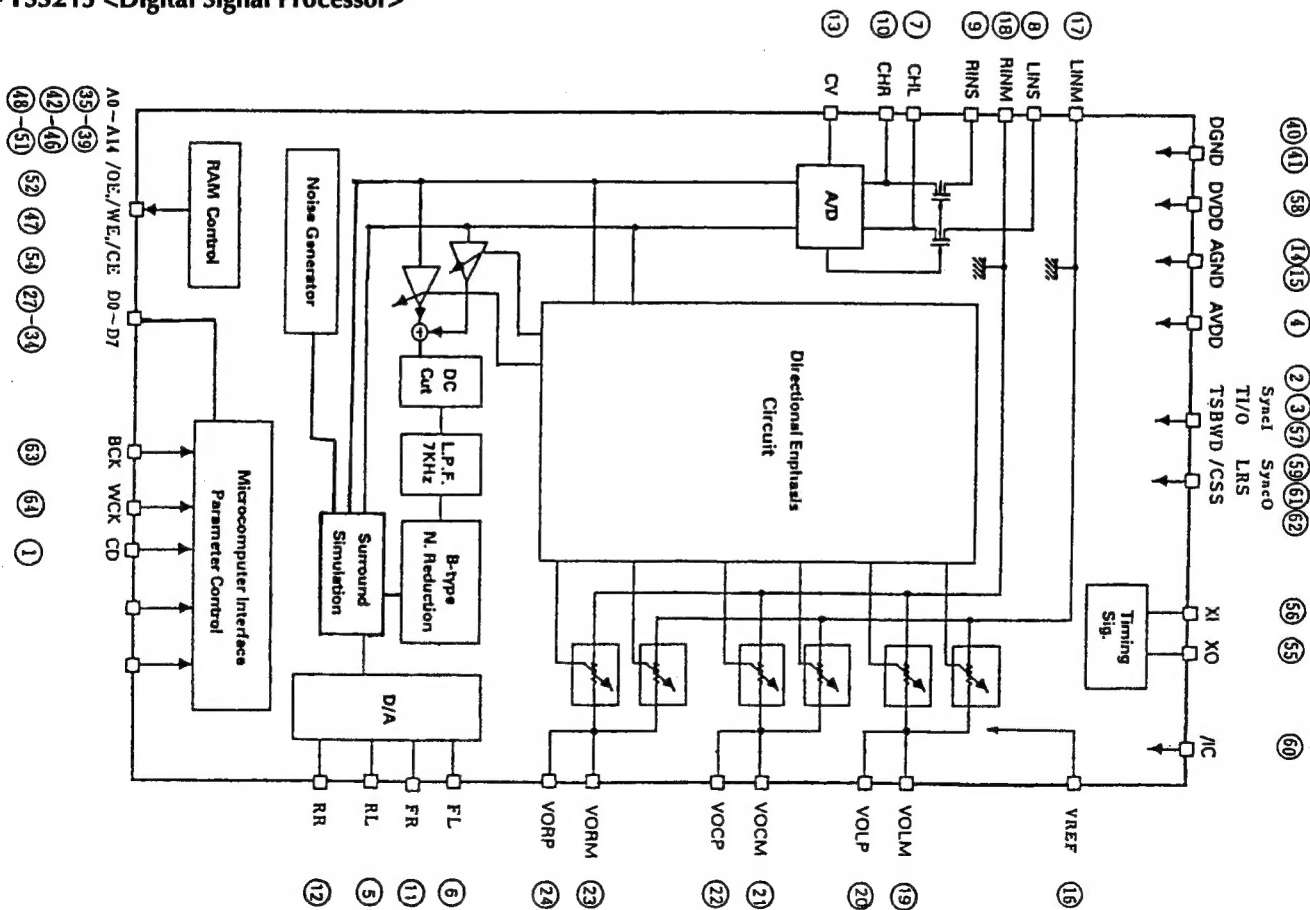 YSS215 <Digital Signal Processor>
13 10 7 9 18 8 17
CV CHR CHL RINS RINM LINS LINM
DGND 40 41
DVDD 58
AGND 14 15
AVDD 4
SyncI
TI/O
TSBWD
2 3 57
SyncO
LRS
/CSS
59 61 62
XI 56
XO 55
/IC 60
A/D
Directional Enphasis
Circuit
Timing
Sig.
RAM Control
Noise Generator
+
DC
Cut
L.P.F.
7KHz
B-type
N. Reduction
Surround
Simulation
Microcomputer Interface
Parameter Control
D/A
A0~A14 /OE,/WE,/CE D0~D7
35~39
42~46
48~51
52 47 54 27~34
BCK 63
WCK 64
CD 1
RR RL FR FL VORP VORM VOCP VOCM VOLP VOLM VREF
12 5 11 6 24 23 22 21 20 19 16